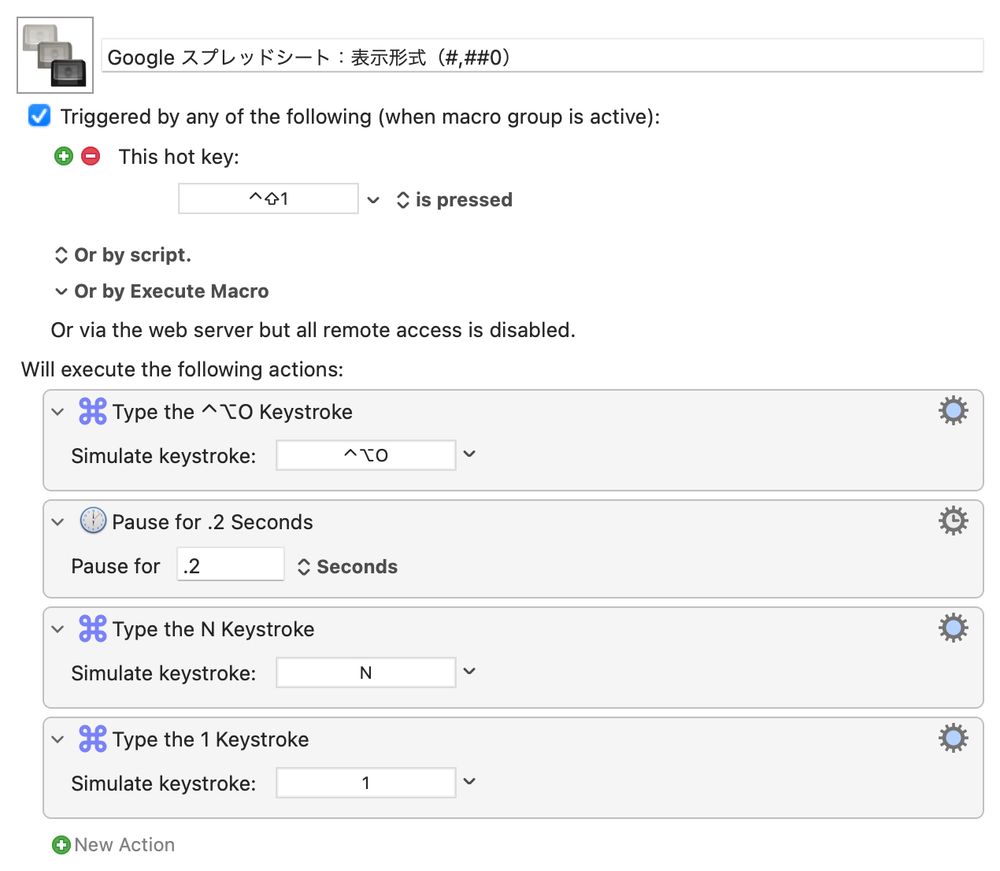 Google スプレッドシート：表示形式（#,##0）
Triggered by any of the following (when macro group is active):
This hot key:
⌃⇧1
is pressed
Or by script.
Or by Execute Macro
Or via the web server but all remote access is disabled.
Will execute the following actions:
Type the ⌃⌥O Keystroke
Simulate keystroke:
⌃⌥O
Pause for .2 Seconds
Pause for
.2
Seconds
Type the N Keystroke
Simulate keystroke:
N
Type the 1 Keystroke
Simulate keystroke:
1
New Action